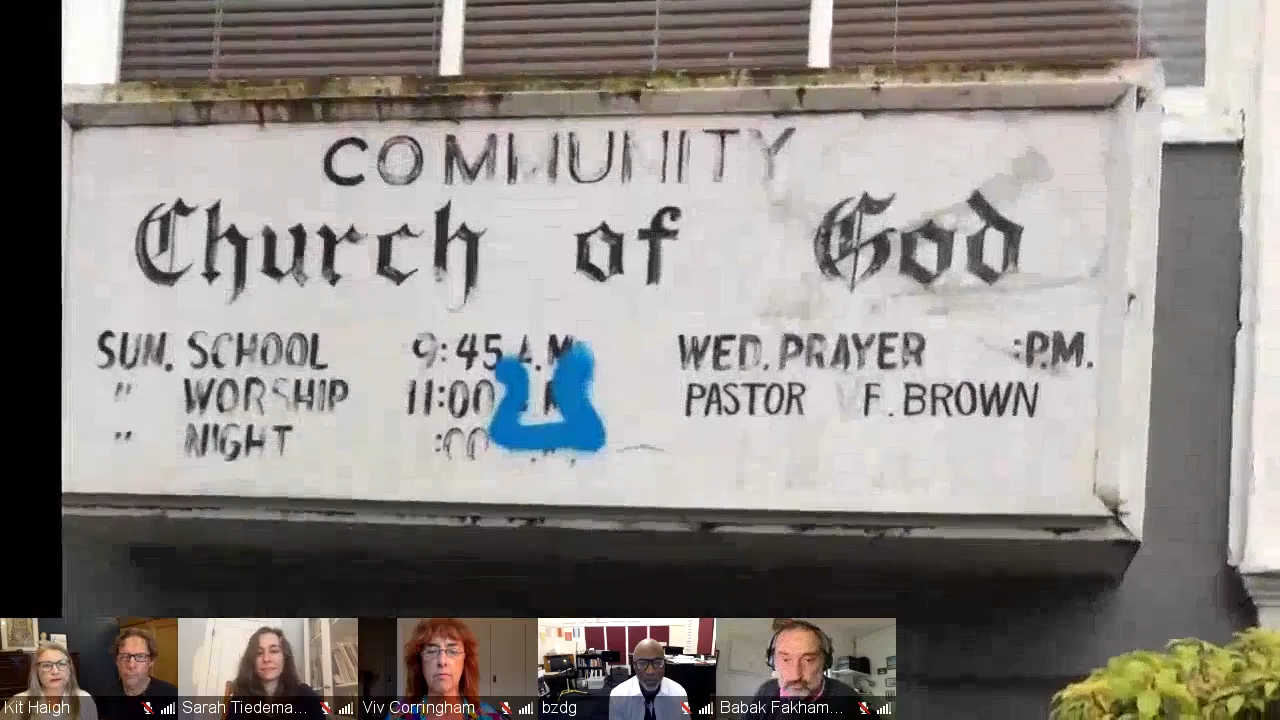 COMMUNITY
Church of God
SUN. SCHOOL 9:45 A.M WED. PRAYER :P.M.
" WORSHIP 11:00 PASTOR F. BROWN
" NIGHT :00
Kit Haigh
Sarah Tiedema...
Viv Corringham
bzdg
Babak Fakham...